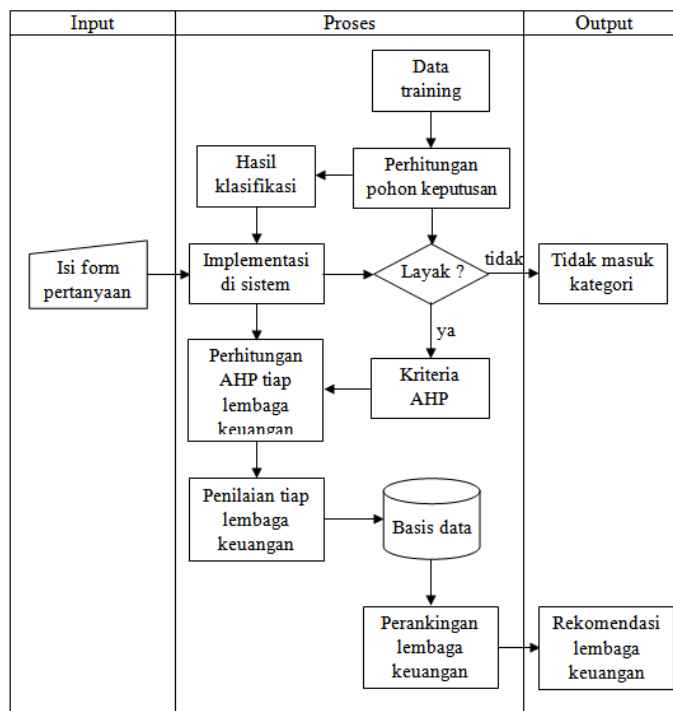 Input
Proses
Output
Data
training
Hasil
klasifikasi
Perhitungan
pohon keputusan
Isi form
pertanyaan
Implementasi
di sistem
Layak ?
tidak
Tidak masuk
kategori
ya
Perhitungan
AHP tiap
lembaga
keuangan
Kriteria
AHP
Penilaian tiap
lembaga
keuangan
Basis data
Perankingan
lembaga
keuangan
Rekomendasi
lembaga
keuangan